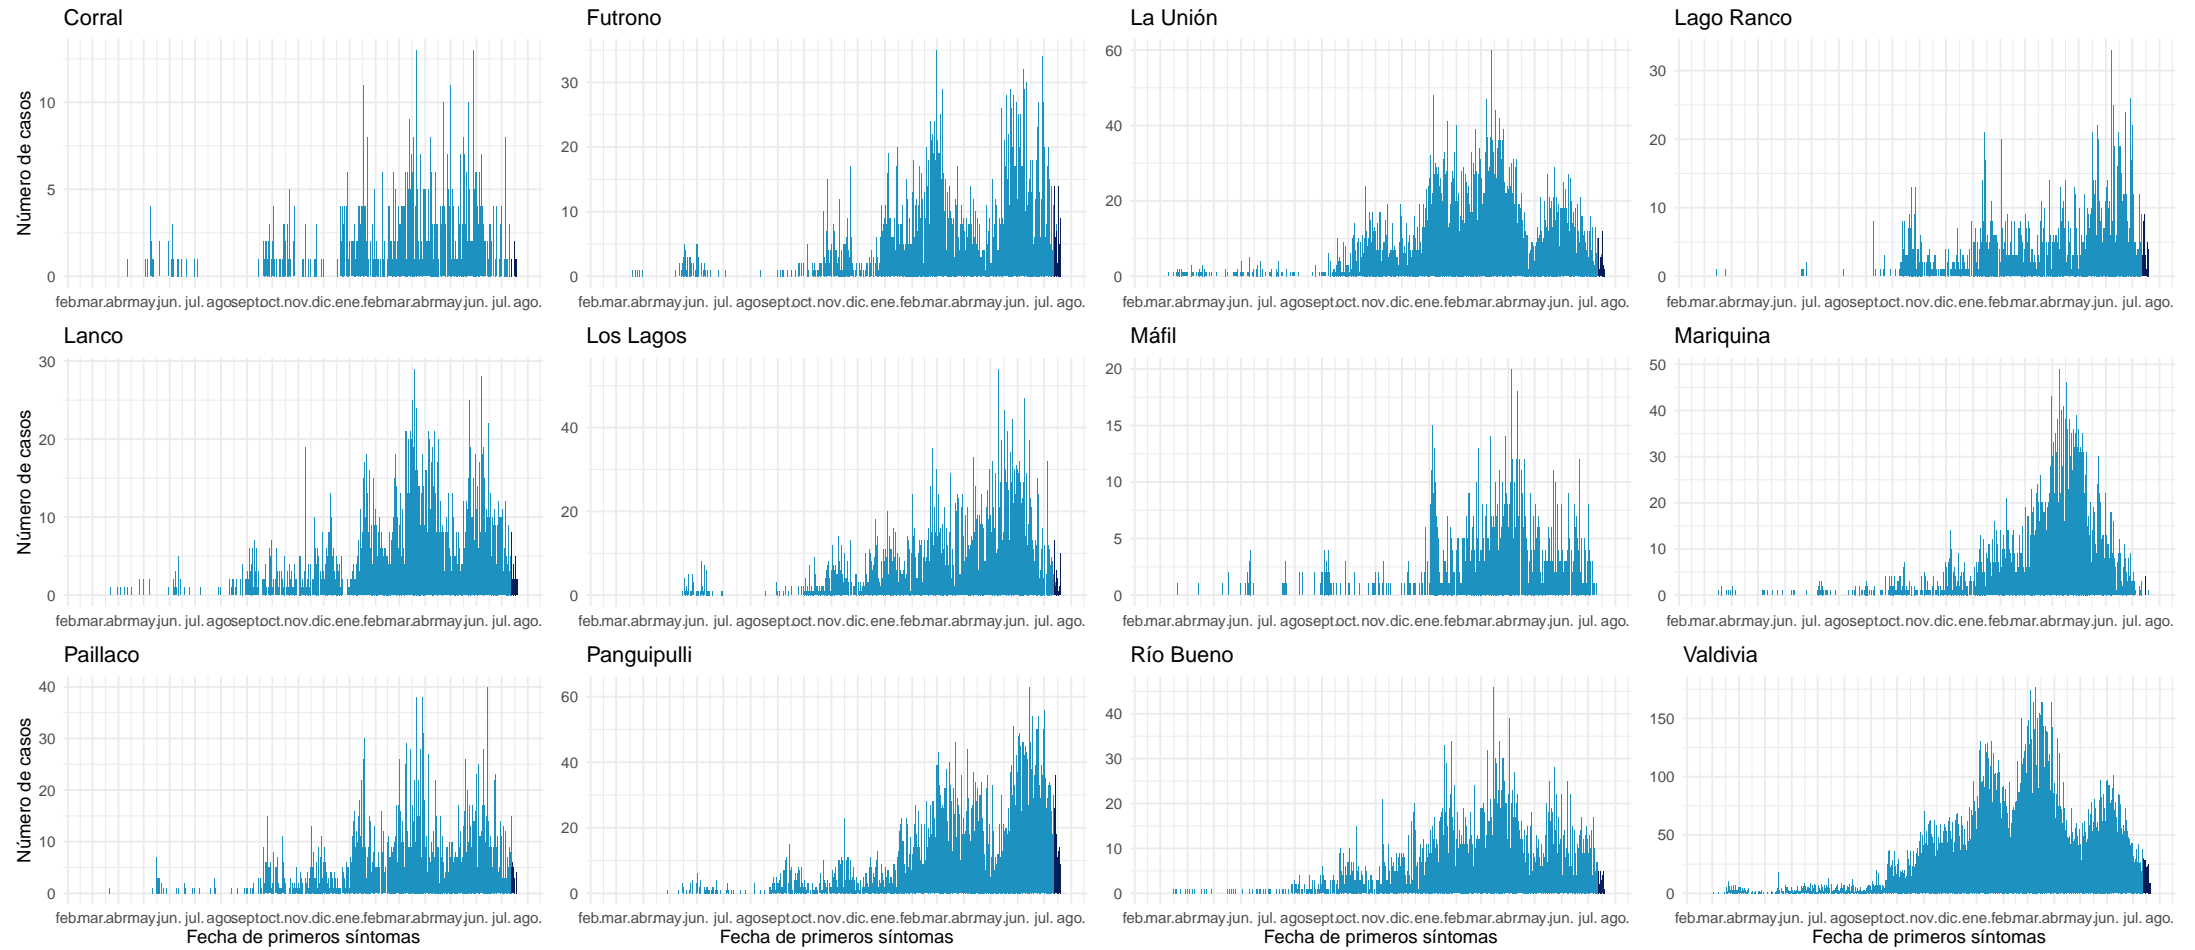 Corral
Futrono
La Unión
Lago Ranco
Número de casos
10
5
0
30
20
10
0
60
40
20
0
30
20
10
0
feb.mar.abr.may.jun. jul. ago.sept.oct.nov.dic.ene.feb.mar.abr.may.jun. jul. ago.
feb.mar.abr.may.jun. jul. ago.sept.oct.nov.dic.ene.feb.mar.abr.may.jun. jul. ago.
feb.mar.abr.may.jun. jul. ago.sept.oct.nov.dic.ene.feb.mar.abr.may.jun. jul. ago.
feb.mar.abr.may.jun. jul. ago.sept.oct.nov.dic.ene.feb.mar.abr.may.jun. jul. ago.
Lanco
Los Lagos
Máfil
Mariquina
Número de casos
30
20
10
0
40
20
0
20
15
10
5
0
50
40
30
20
10
0
feb.mar.abr.may.jun. jul. ago.sept.oct.nov.dic.ene.feb.mar.abr.may.jun. jul. ago.
feb.mar.abr.may.jun. jul. ago.sept.oct.nov.dic.ene.feb.mar.abr.may.jun. jul. ago.
feb.mar.abr.may.jun. jul. ago.sept.oct.nov.dic.ene.feb.mar.abr.may.jun. jul. ago.
feb.mar.abr.may.jun. jul. ago.sept.oct.nov.dic.ene.feb.mar.abr.may.jun. jul. ago.
Paillaco
Panguipulli
Río Bueno
Valdivia
Número de casos
40
30
20
10
0
60
40
20
0
40
30
20
10
0
150
100
50
0
feb.mar.abr.may.jun. jul. ago.sept.oct.nov.dic.ene.feb.mar.abr.may.jun. jul. ago.
feb.mar.abr.may.jun. jul. ago.sept.oct.nov.dic.ene.feb.mar.abr.may.jun. jul. ago.
feb.mar.abr.may.jun. jul. ago.sept.oct.nov.dic.ene.feb.mar.abr.may.jun. jul. ago.
feb.mar.abr.may.jun. jul. ago.sept.oct.nov.dic.ene.feb.mar.abr.may.jun. jul. ago.
Fecha de primeros síntomas
Fecha de primeros síntomas
Fecha de primeros síntomas
Fecha de primeros síntomas